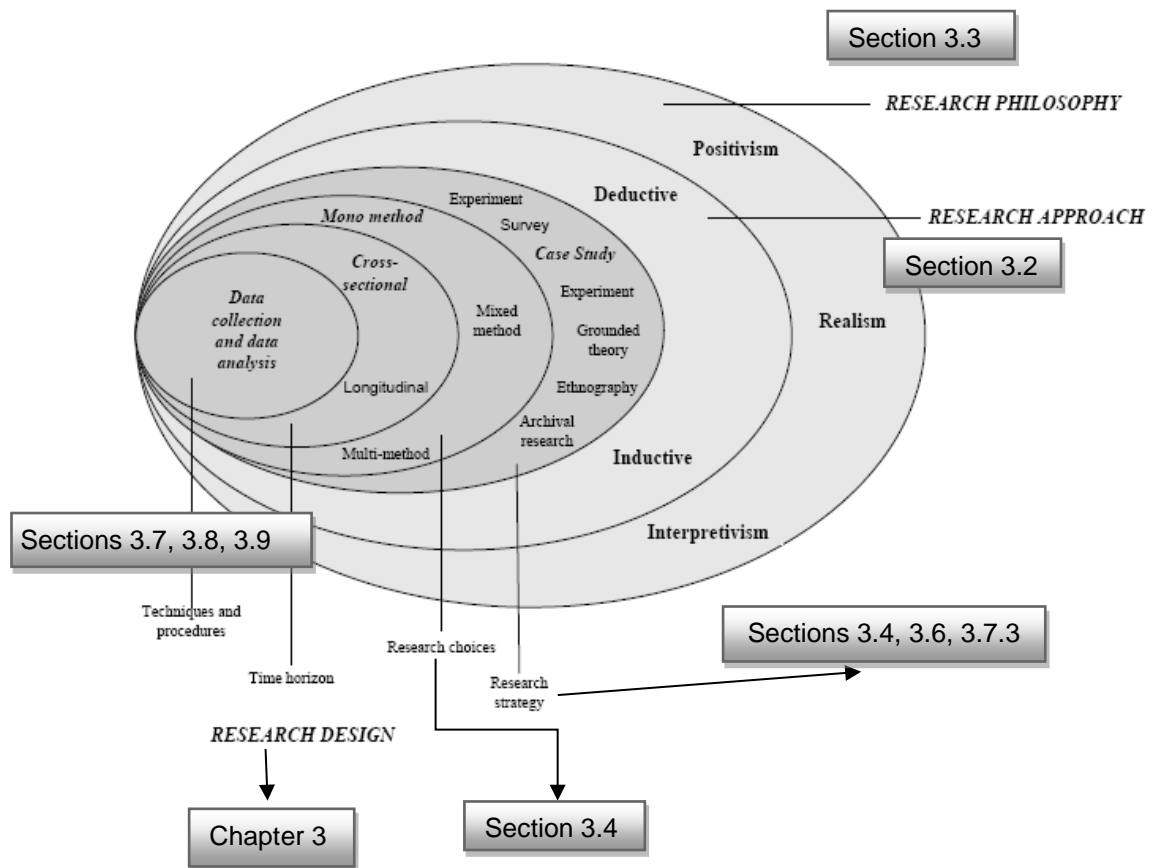 Section 3.3
RESEARCH PHILOSOPHY
Positivism
Deductive
RESEARCH APPROACH
Section 3.2
Experiment
Mono method
Survey
Case Study
Cross-
sectional
Experiment
Data
collection
and data
analysis
Mixed
method
Grounded
theory
Realism
Longitudinal
Ethnography
Archival
research
Multi-method
Inductive
Interpretivism
Sections 3.7, 3.8, 3.9
Techniques and
procedures
Time horizon
Research choices
Research
strategy
Sections 3.4, 3.6, 3.7.3
RESEARCH DESIGN
Chapter 3
Section 3.4